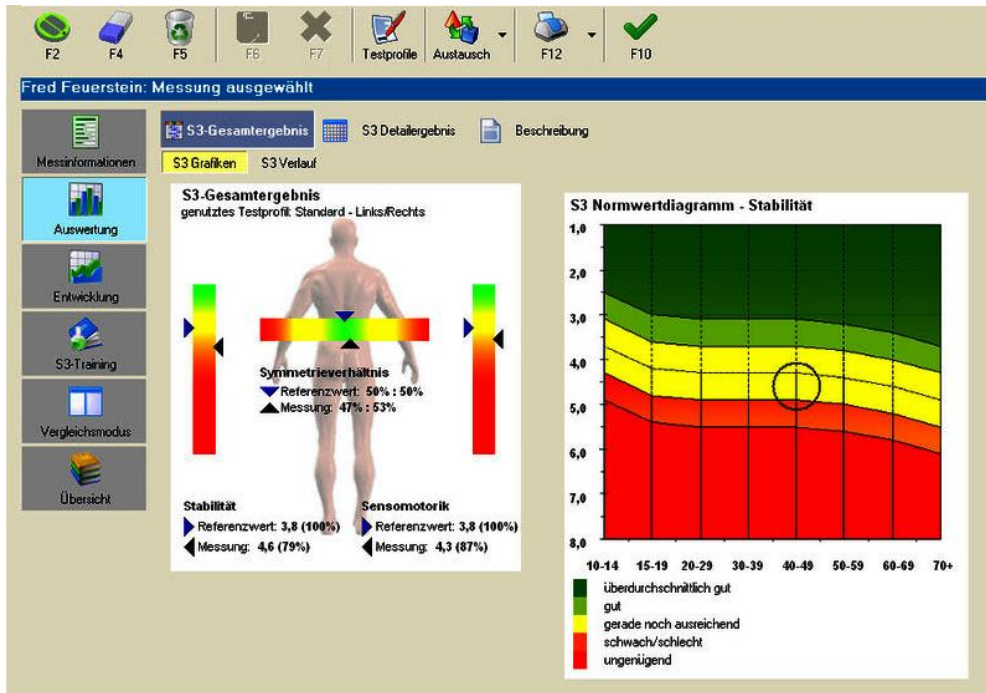 F2 F4 F5 F6 F7 Testprofile Austausch F12 F10
Fred Feuerstein: Messung ausgewählt
Messinformationen
Auswertung
Entwicklung
S3-Training
Vergleichsmodus
Übersicht
S3-Gesamtergebnis S3 Detailergebnis Beschreibung
S3 Grafiken S3 Verlauf
S3-Gesamtergebnis
genutztes Testprofil: Standard - Links/Rechts
Symmetrieverhältnis
Referenzwert: 50% : 50%
Messung: 47% : 53%
Stabilität
Referenzwert: 3,8 (100%)
Messung: 4,6 (79%)
Sensomotorik
Referenzwert: 3,8 (100%)
Messung: 4,3 (87%)
S3 Normwertdiagramm - Stabilität
1,0
2,0
3,0
4,0
5,0
6,0
7,0
8,0
10-14 15-19 20-29 30-39 40-49 50-59 60-69 70+
überdurchschnittlich gut
gut
gerade noch ausreichend
schwach/schlecht
ungenügend